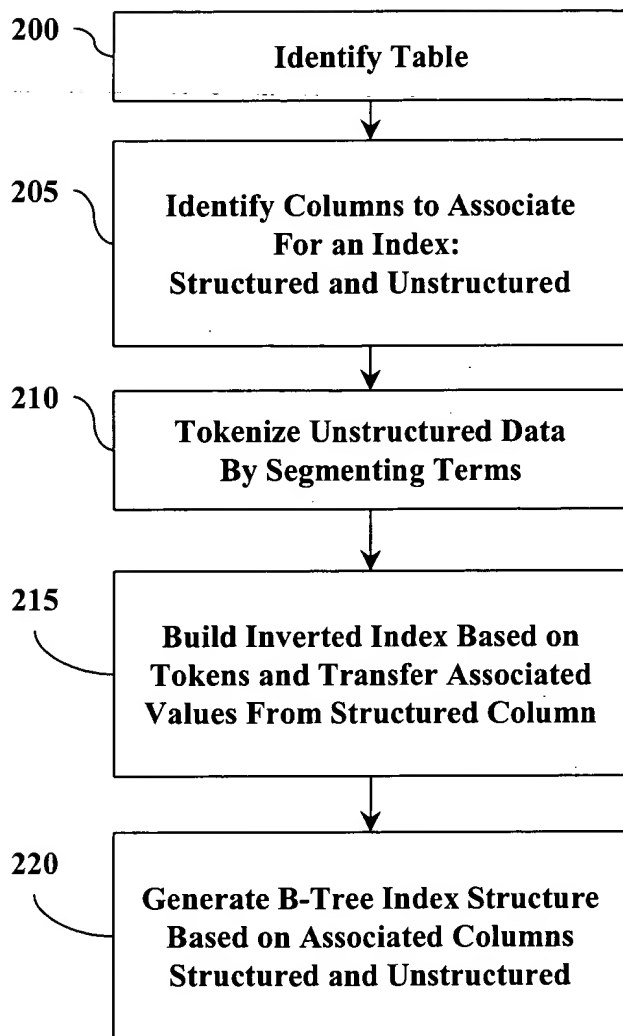 200
Identify Table
205
Identify Columns to Associate
For an Index:
Structured and Unstructured
210
Tokenize Unstructured Data
By Segmenting Terms
215
Build Inverted Index Based on
Tokens and Transfer Associated
Values From Structured Column
220
Generate B-Tree Index Structure
Based on Associated Columns
Structured and Unstructured